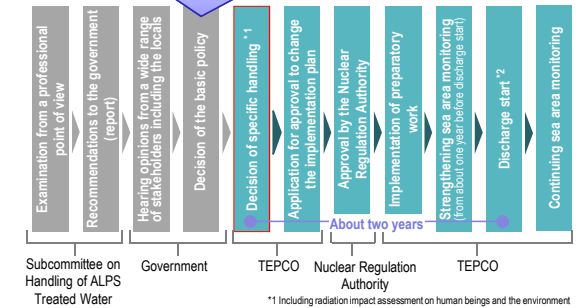 Examination from a professional
point of view
Recommendations to the government
(report)
Hearing opinions from a wide range
of stakeholders including the locals
Decision of the basic policy
Decision of specific handling *1
Application for approval to change
the implementation plan
Approval by the Nuclear
Regulation Authority
Implementation of preparatory
work
Strengthening sea area monitoring
(from about one year before discharge start)
Discharge start *2
Continuing sea area monitoring
About two years
Subcommittee on
Handling of ALPS
Treated Water
Government
TEPCO
Nuclear Regulation
Authority
TEPCO
*1 Including radiation impact assessment on human beings and the environment